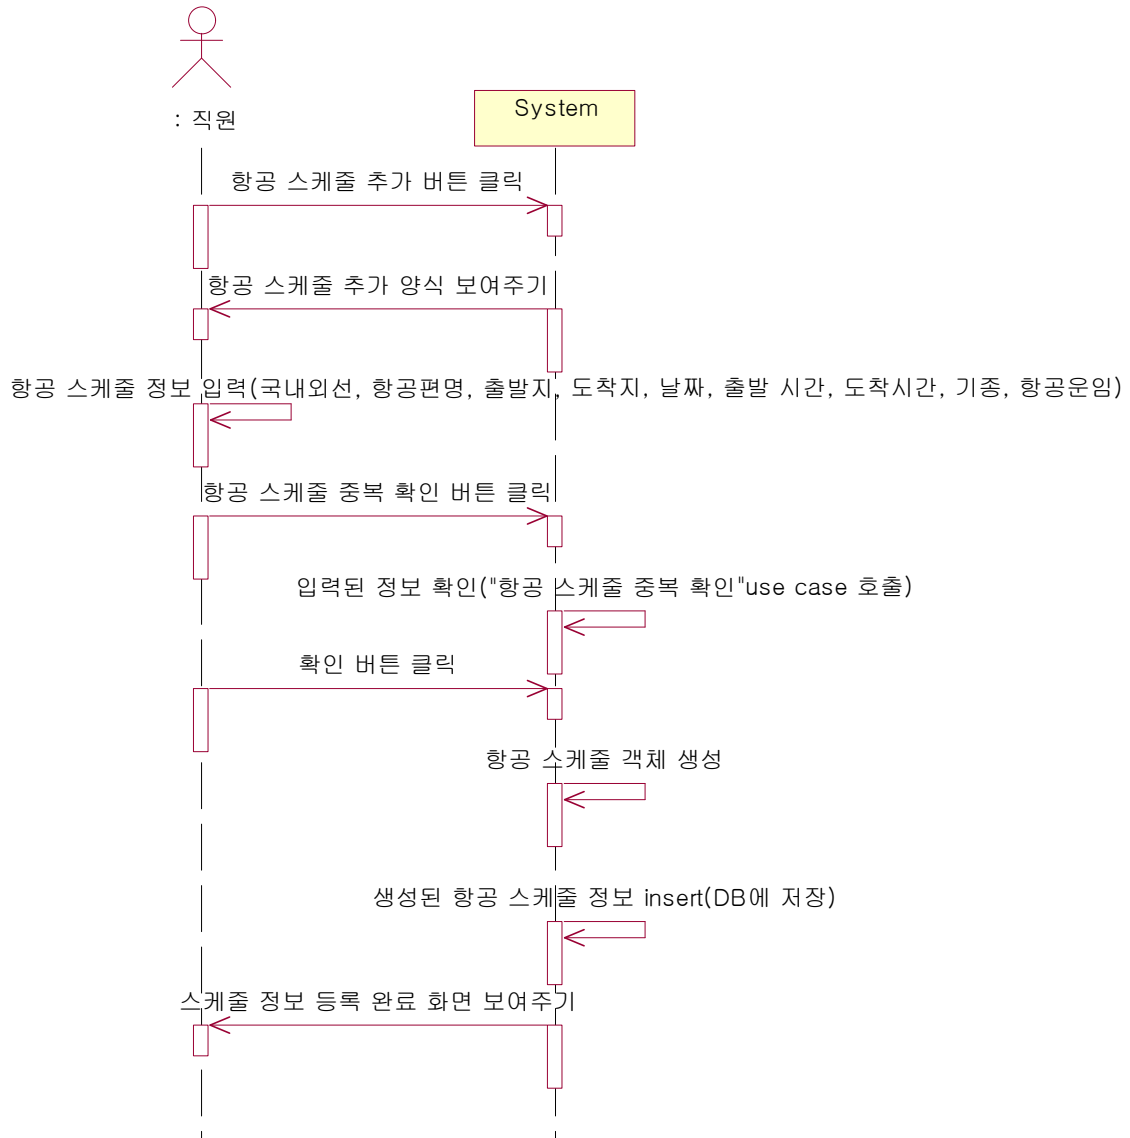 : 직원
System
항공 스케줄 추가 버튼 클릭
항공 스케줄 추가 양식 보여주기
항공 스케줄 정보 입력(국내외선, 항공편명, 출발지, 도착지, 날짜, 출발 시간, 도착시간, 기종, 항공운임)
항공 스케줄 중복 확인 버튼 클릭
입력된 정보 확인("항공 스케줄 중복 확인"use case 호출)
확인 버튼 클릭
항공 스케줄 객체 생성
생성된 항공 스케줄 정보 insert(DB에 저장)
스케줄 정보 등록 완료 화면 보여주기